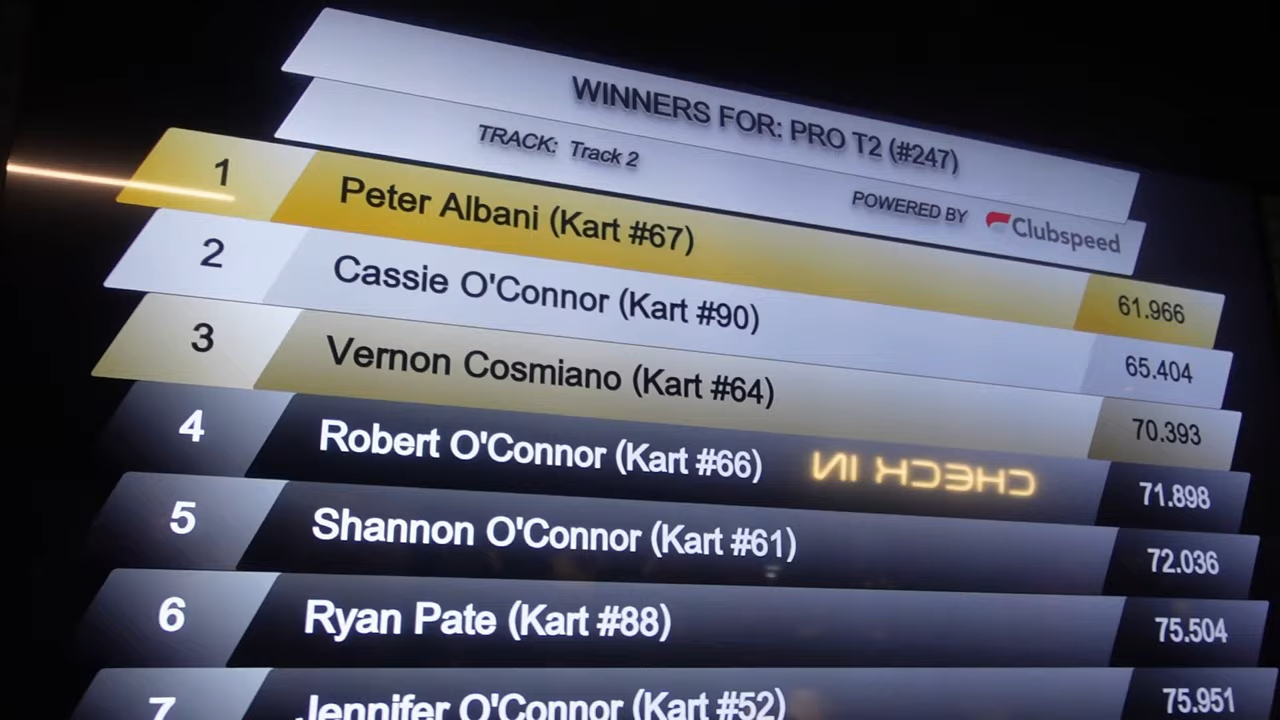 WINNERS FOR: PRO T2 (#247)
TRACK: Track 2
POWERED BY Clubspeed
1 Peter Albani (Kart #67) 61.966
2 Cassie O'Connor (Kart #90) 65.404
3 Vernon Cosmiano (Kart #64) 70.393
4 Robert O'Connor (Kart #66) 71.898
CHECK IN
5 Shannon O'Connor (Kart #61) 72.036
6 Ryan Pate (Kart #88) 75.504
7 Jennifer O'Connor (Kart #52) 75.951